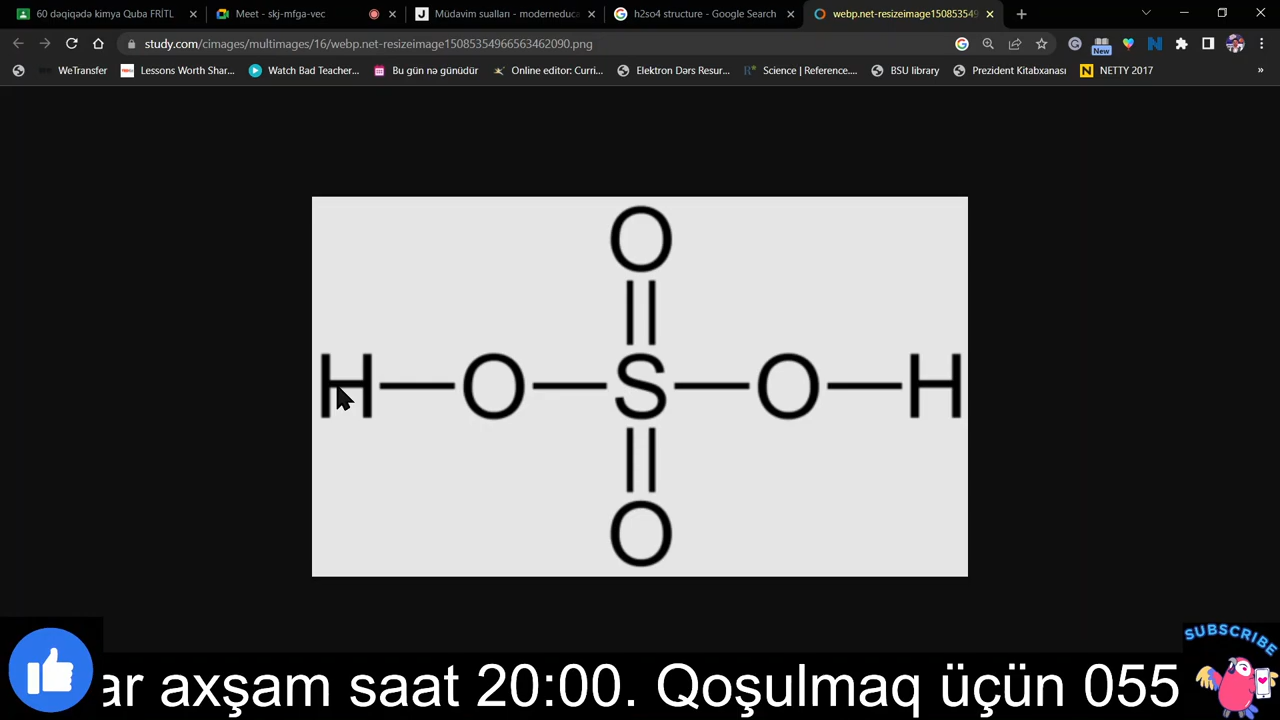 60 dəqiqədə kimya Quba FRİTL
Meet - skj-mfga-vec
Müdavim sualları - moderneduca
h2so4 structure - Google Search
webp.net-resizeimage150853549
study.com/cimages/multimages/16/webp.net-resizeimage15085354966563462090.png
New
WeTransfer
Lessons Worth Shar...
Watch Bad Teacher...
Bu gün nə günüdür
Online editor: Curri...
Elektron Dərs Resur...
Science | Reference....
BSU library
Prezident Kitabxanası
NETTY 2017
»
O
H O S O H
O
SUBSCRIBE
ar axşam saat 20:00. Qoşulmaq üçün 055